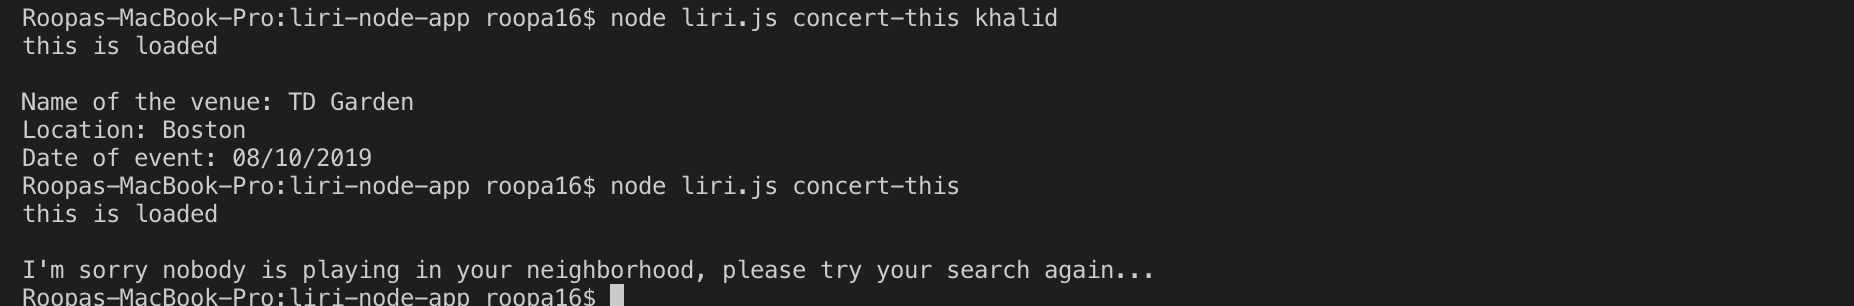 Roopas-MacBook-Pro:liri-node-app roopa16$ node liri.js concert-this khalid
this is loaded
Name of the venue: TD Garden
Location: Boston
Date of event: 08/10/2019
Roopas-MacBook-Pro:liri-node-app roopa16$ node liri.js concert-this
this is loaded
I'm sorry nobody is playing in your neighborhood, please try your search again...
Roopas-MacBook-Pro:liri-node-app roopa16$